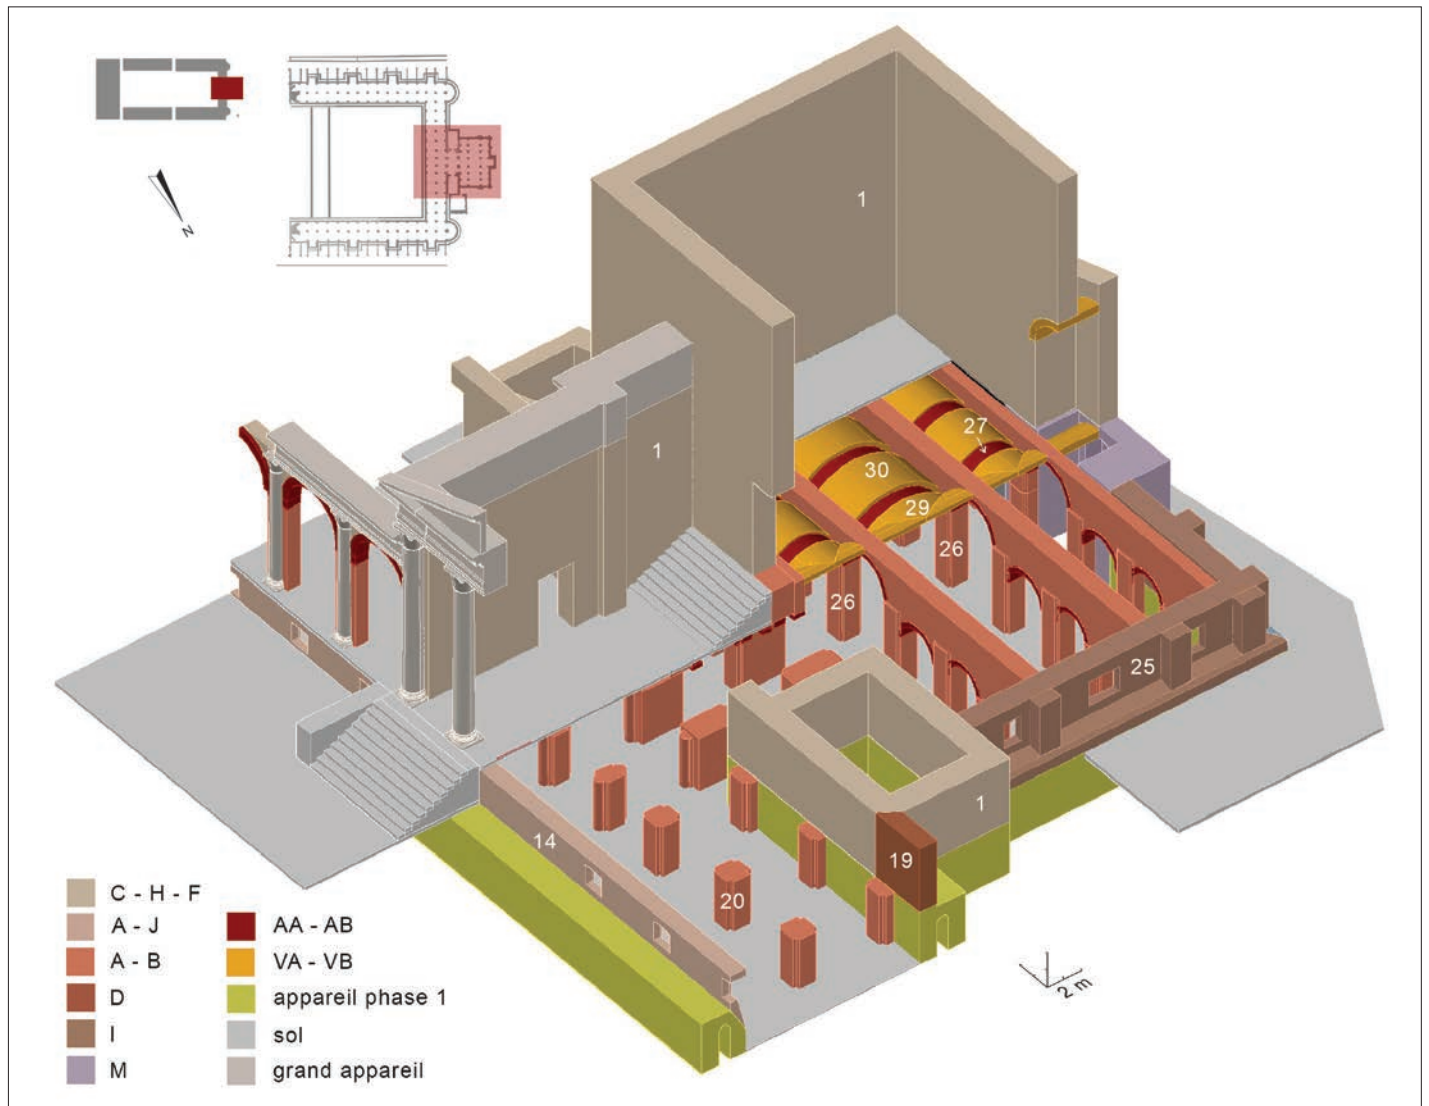 N
1
1
27
30
29
26
26
25
1
14
19
20
2 m
C - H - F
A - J
A - B
D
I
M
AA - AB
VA - VB
appareil phase 1
sol
grand appareil